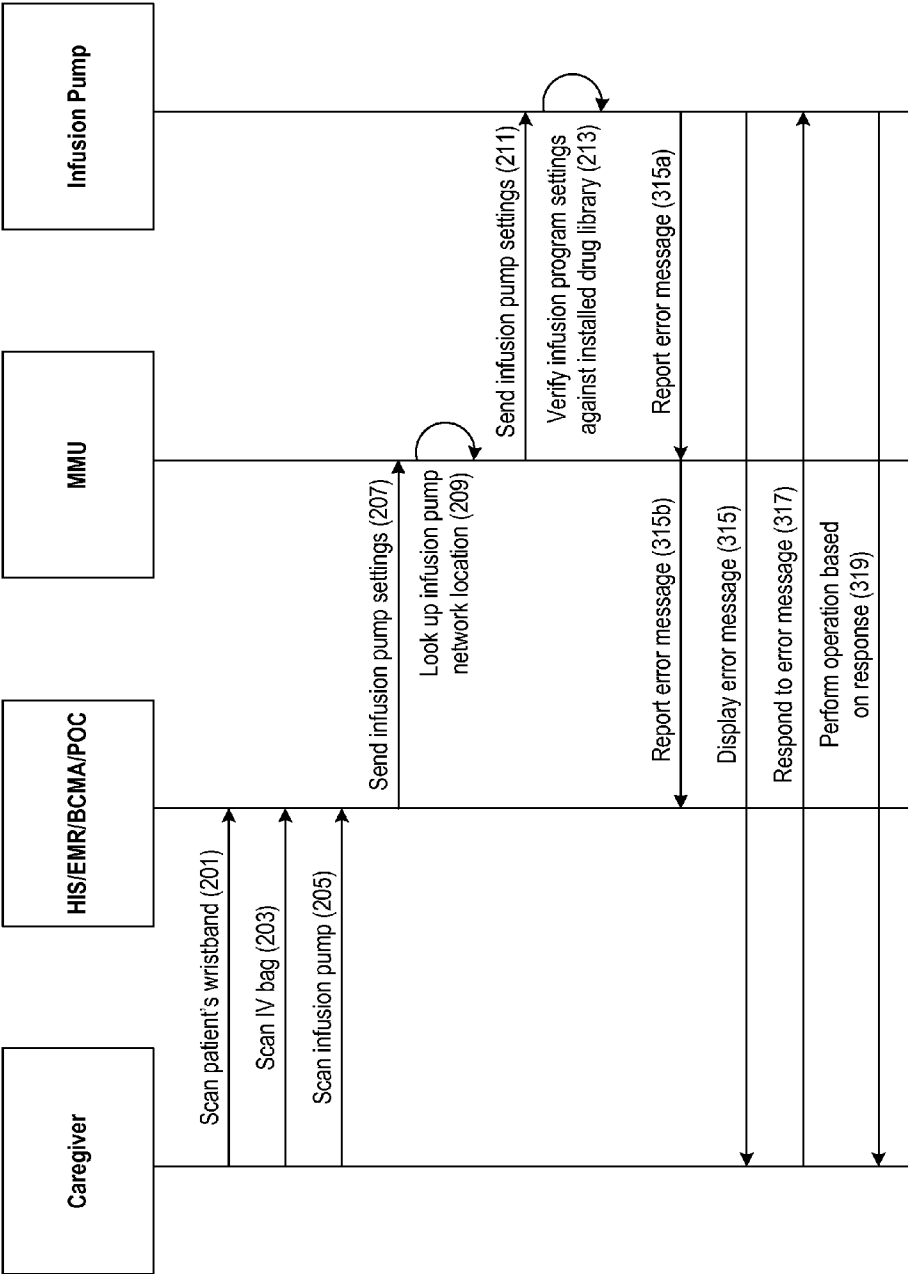 Caregiver
HIS/EMR/BCMA/POC
MMU
Infusion Pump
Scan patient's wristband (201)
Scan IV bag (203)
Scan infusion pump (205)
Send infusion pump settings (207)
Look up infusion pump
network location (209)
Send infusion pump settings (211)
Verify infusion program settings
against installed drug library (213)
Report error message (315a)
Report error message (315b)
Display error message (315)
Respond to error message (317)
Perform operation based
on response (319)